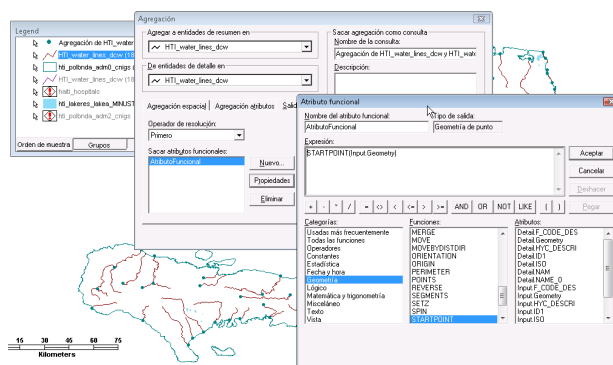 Legend
Agregación de HTI_water
HTI_water_lines_dcw (18
hti_polbnda_adm0_cnigs (
HTI_water_lines_dcw (18
haiti_hospitals
hti_lakeres_lakea_MINUST
hti_polbnda_adm2_cnigs (
Orden de muestra
Grupos
Agregación
Agregar a entidades de resumen en
HTI_water_lines_dcw
De entidades de detalle en
HTI_water_lines_dcw
Sacar agregación como consulta
Nombre de la consulta:
Agregación de HTI_water_lines_dcw y HTI_wate
Descripción:
Agregación espacial
Agregación atributos
Salid
Operador de resolución:
Primero
Sacar atributos funcionales:
AtributoFuncional
Nuevo...
Propiedades
Eliminar
Atributo funcional
Nombre del atributo funcional:
Tipo de salida:
AtributoFuncional
Geometría de punto
Expresión:
STARTPOINT(Input.Geometry)
Aceptar
Cancelar
Deshacer
+ - * / = <> < <= > >= AND OR NOT LIKE ( )
Pegar
Categorías:
Usadas más frecuentemente
Todas las funciones
Operadores
Constantes
Estadística
Fecha y hora
Geometría
Lógico
Matemática y trigonometría
Misceláneo
Texto
Vista
Funciones:
MERGE
MOVE
MOVEBYDISTDIR
ORIENTATION
ORIGIN
PERIMETER
POINTS
REVERSE
SEGMENTS
SETZ
SPIN
STARTPOINT
Atributos:
Detail.F_CODE_DES
Detail.Geometry
Detail.HYC_DESCRI
Detail.ID1
Detail.ISO
Detail.NAM
Detail.NAME_0
Input.F_CODE_DES
Input.Geometry
Input.HYC_DESCRI
Input.ID1
Input.ISO
15 30 45 60 75
Kilometers